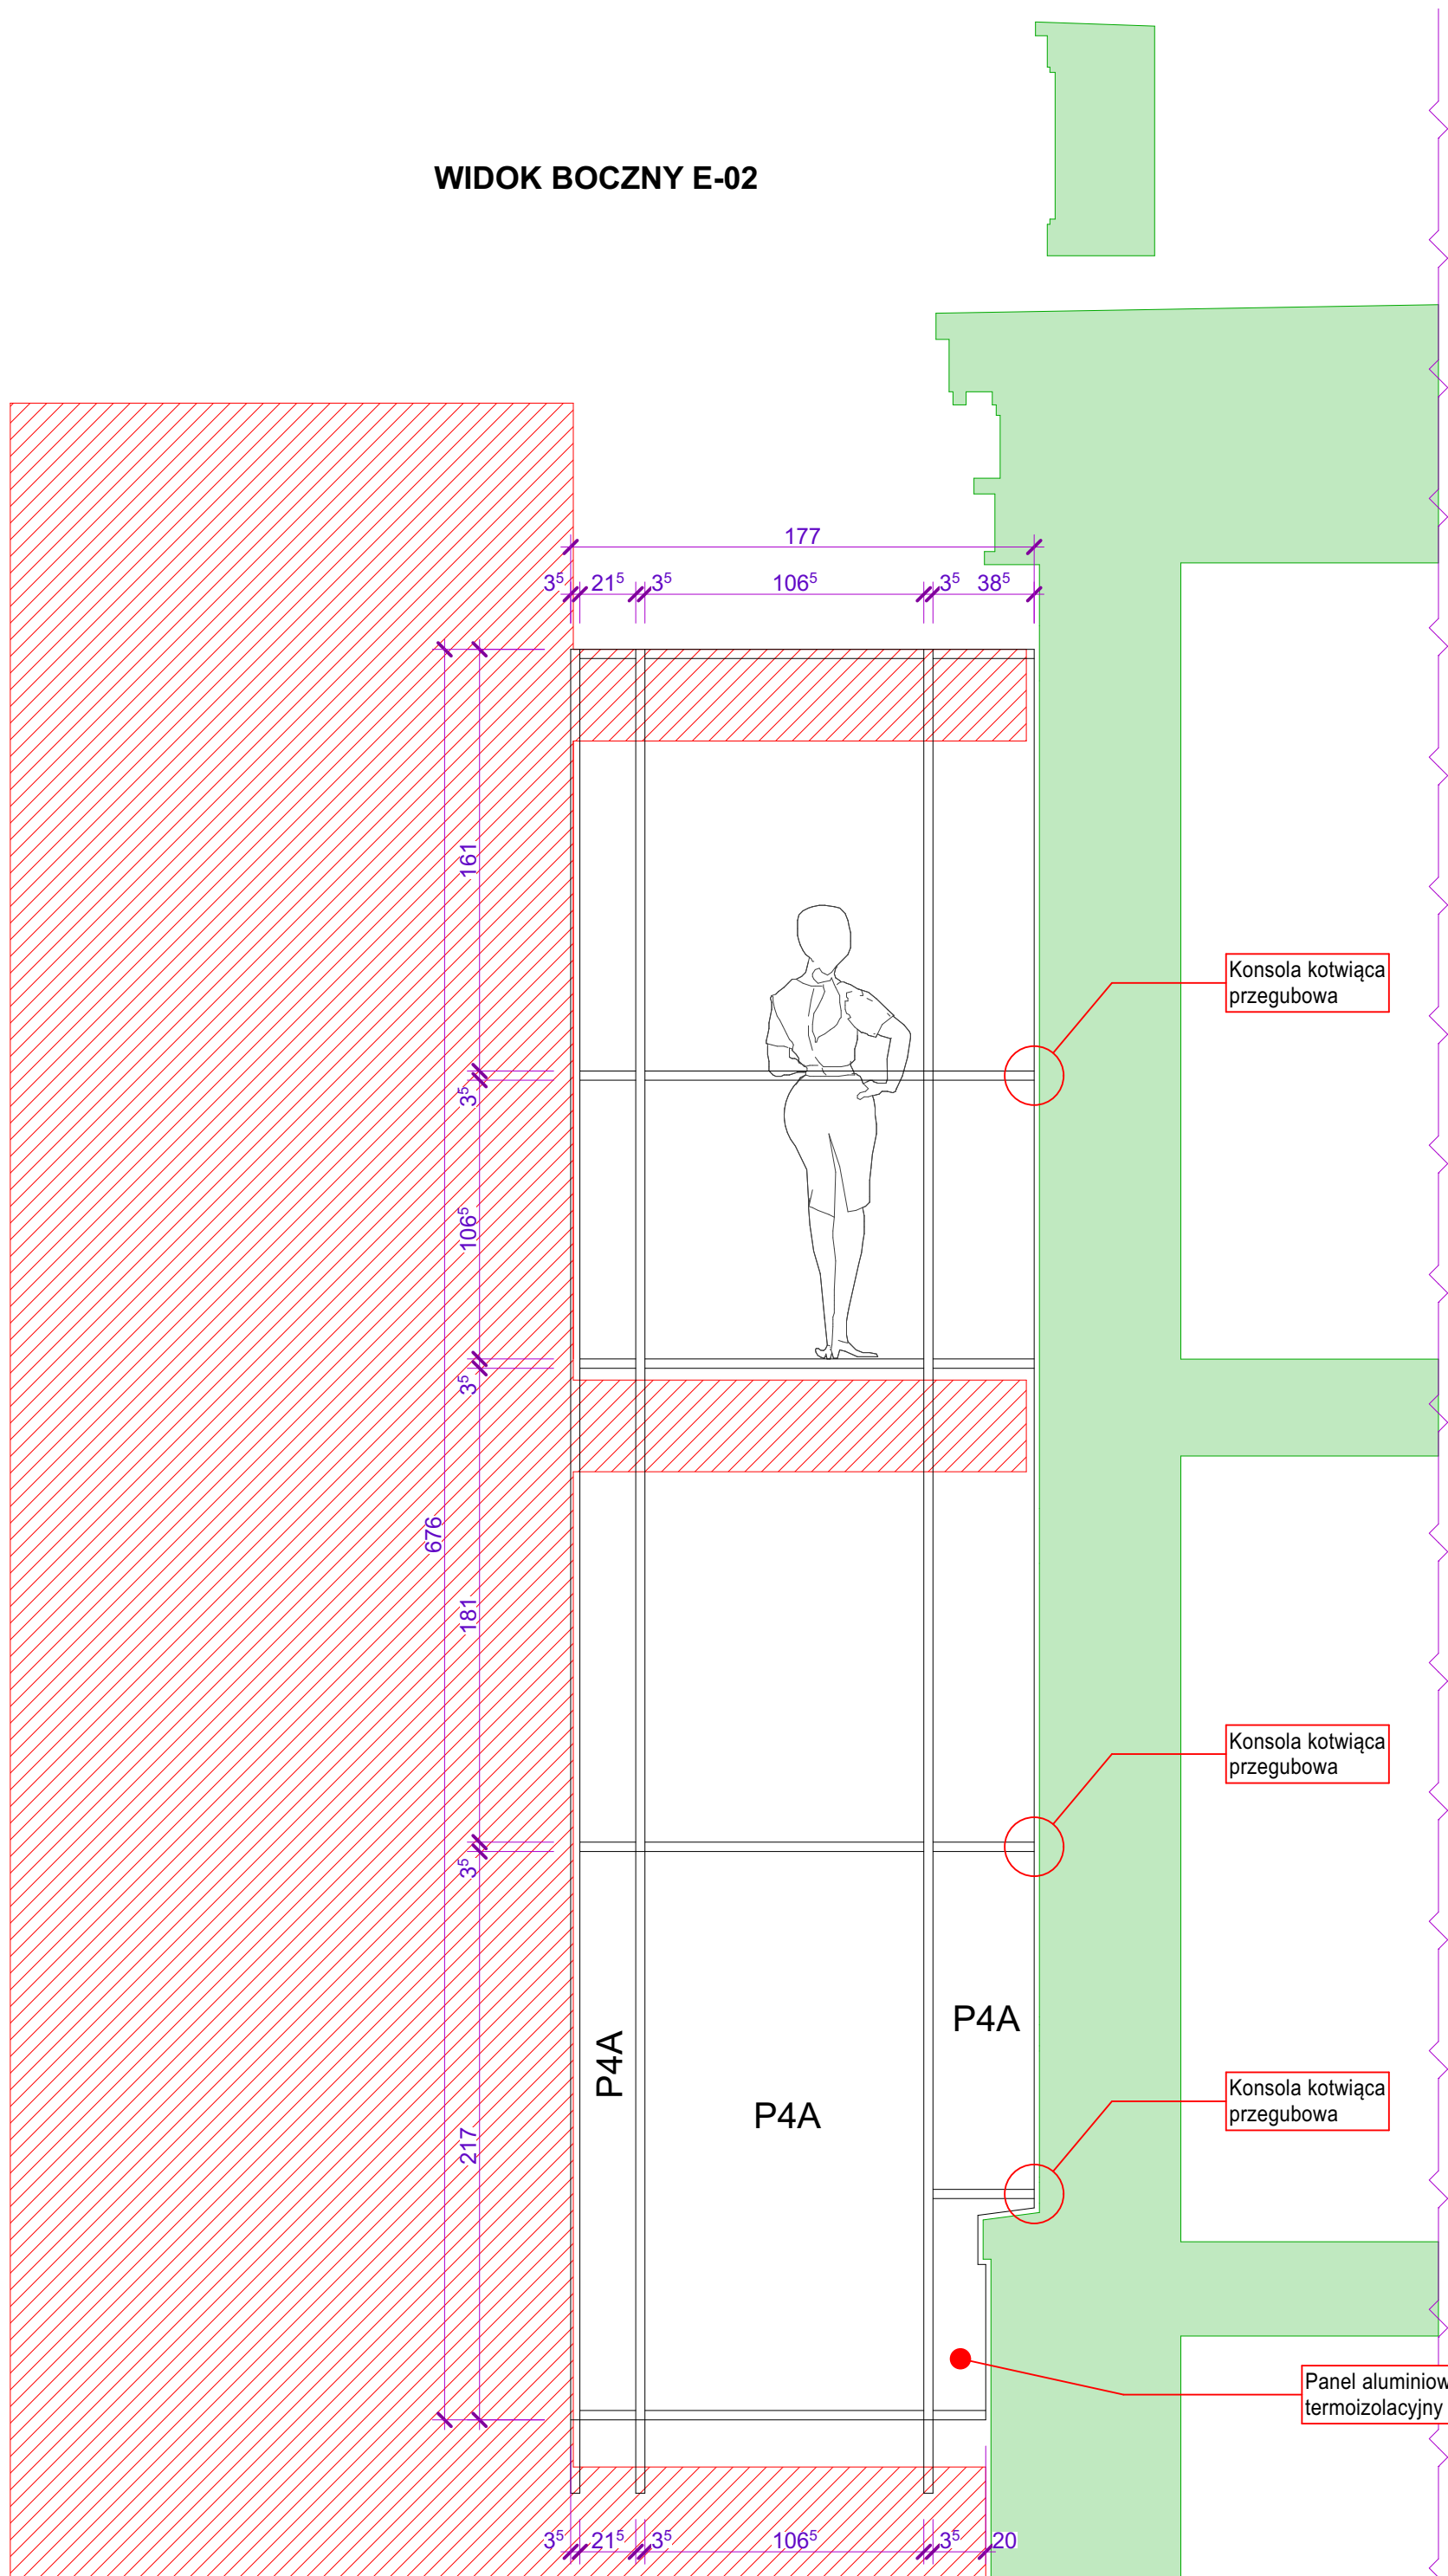 WIDOK BOCZNY E-02
177
3⁵ 21⁵ 3⁵ 106⁵ 3⁵ 38⁵
161
Konsola kotwiąca
przegubowa
3⁵
106⁵
3⁵
676
181
Konsola kotwiąca
przegubowa
3⁵
P4A
P4A
P4A
Konsola kotwiąca
przegubowa
217
Panel aluminiow
termoizolacyjny
3⁵ 21⁵ 3⁵ 106⁵ 3⁵ 20